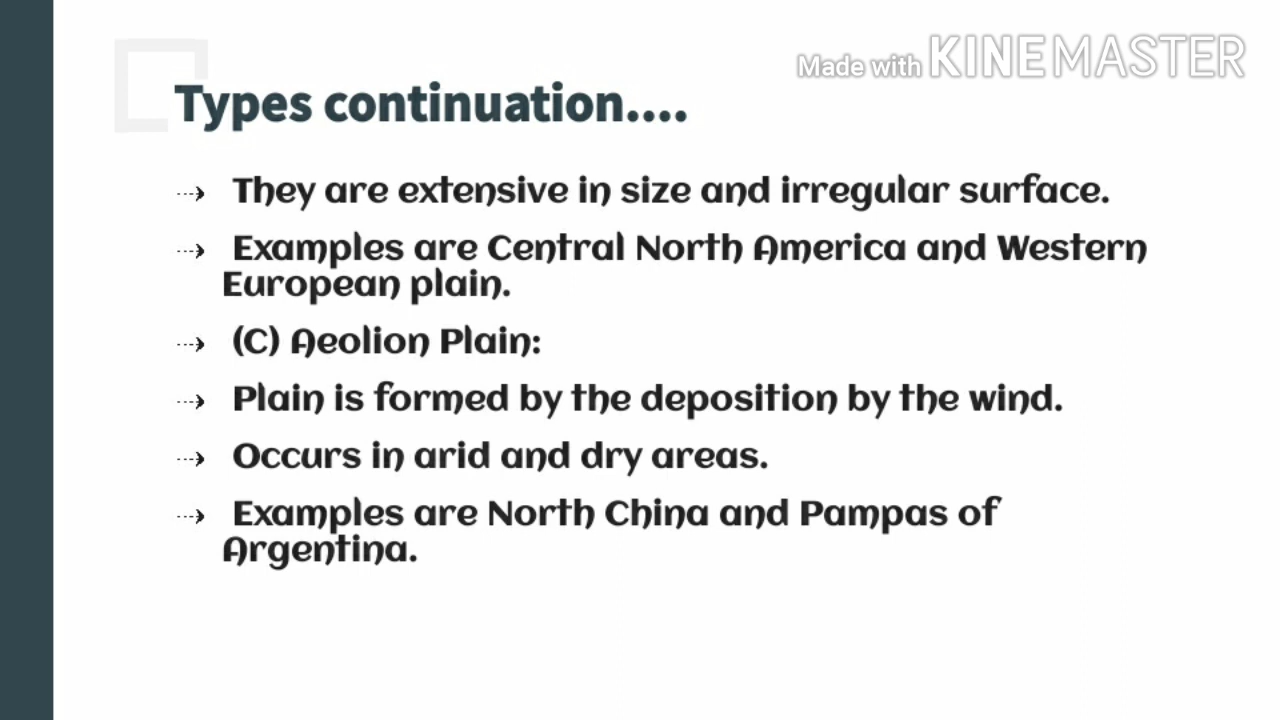 Made with KINEMASTER
Types continuation....
⇢ They are extensive in size and irregular surface.
⇢ Examples are Central North America and Western
European plain.
⇢ (C) Aeolion Plain:
⇢ Plain is formed by the deposition by the wind.
⇢ Occurs in arid and dry areas.
⇢ Examples are North China and Pampas of
Argentina.